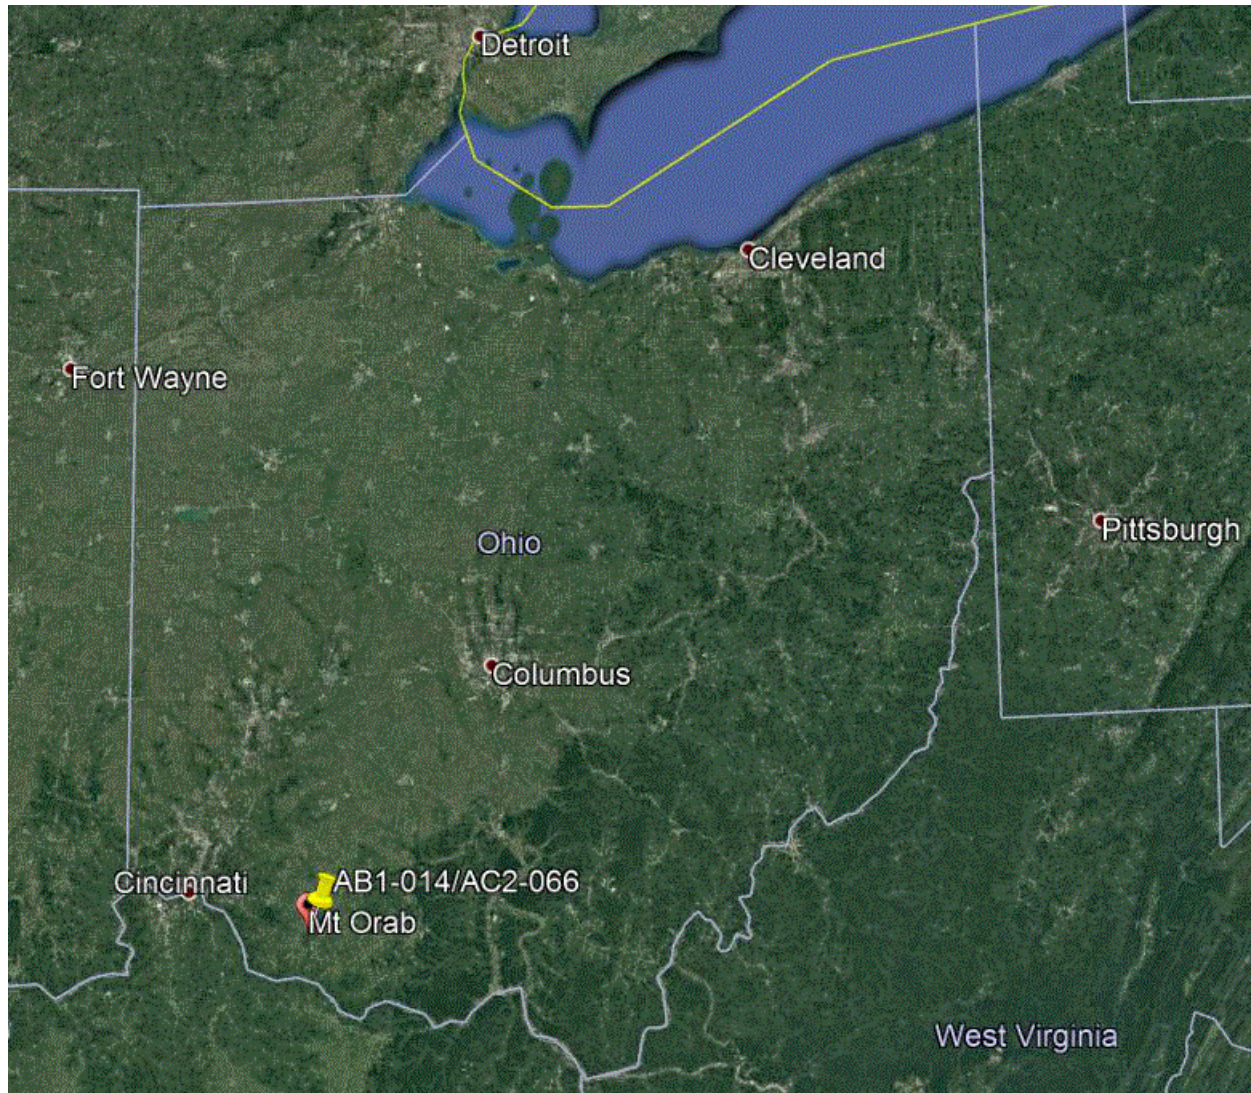 Detroit
Cleveland
Fort Wayne
Pittsburgh
Ohio
Columbus
Cincinnati
AB1-014/AC2-066
Mt Orab
West Virginia